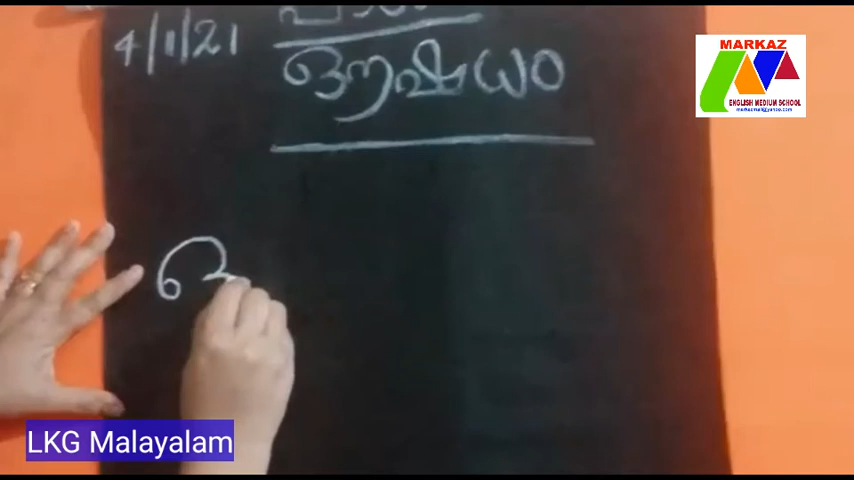 4/1/21
ഔഷധം
ഒ
MARKAZ
ENGLISH MEDIUM SCHOOL
LKG Malayalam